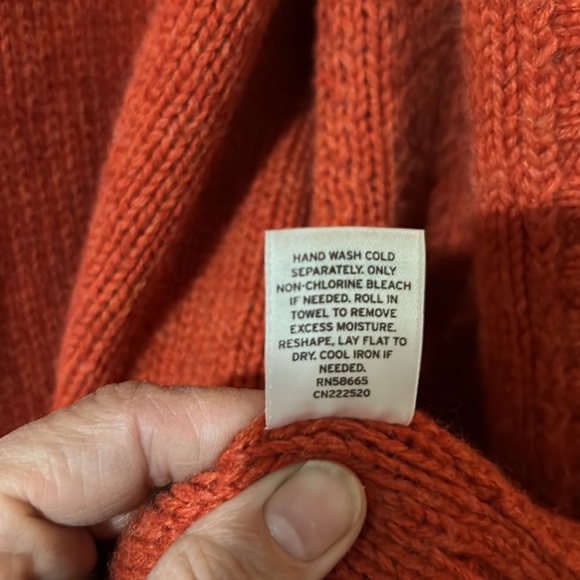 HAND WASH COLD
SEPARATELY. ONLY
NON-CHLORINE BLEACH
IF NEEDED. ROLL IN
TOWEL TO REMOVE
EXCESS MOISTURE.
RESHAPE, LAY FLAT TO
DRY. COOL IRON IF
NEEDED.
RN58665
CN222520